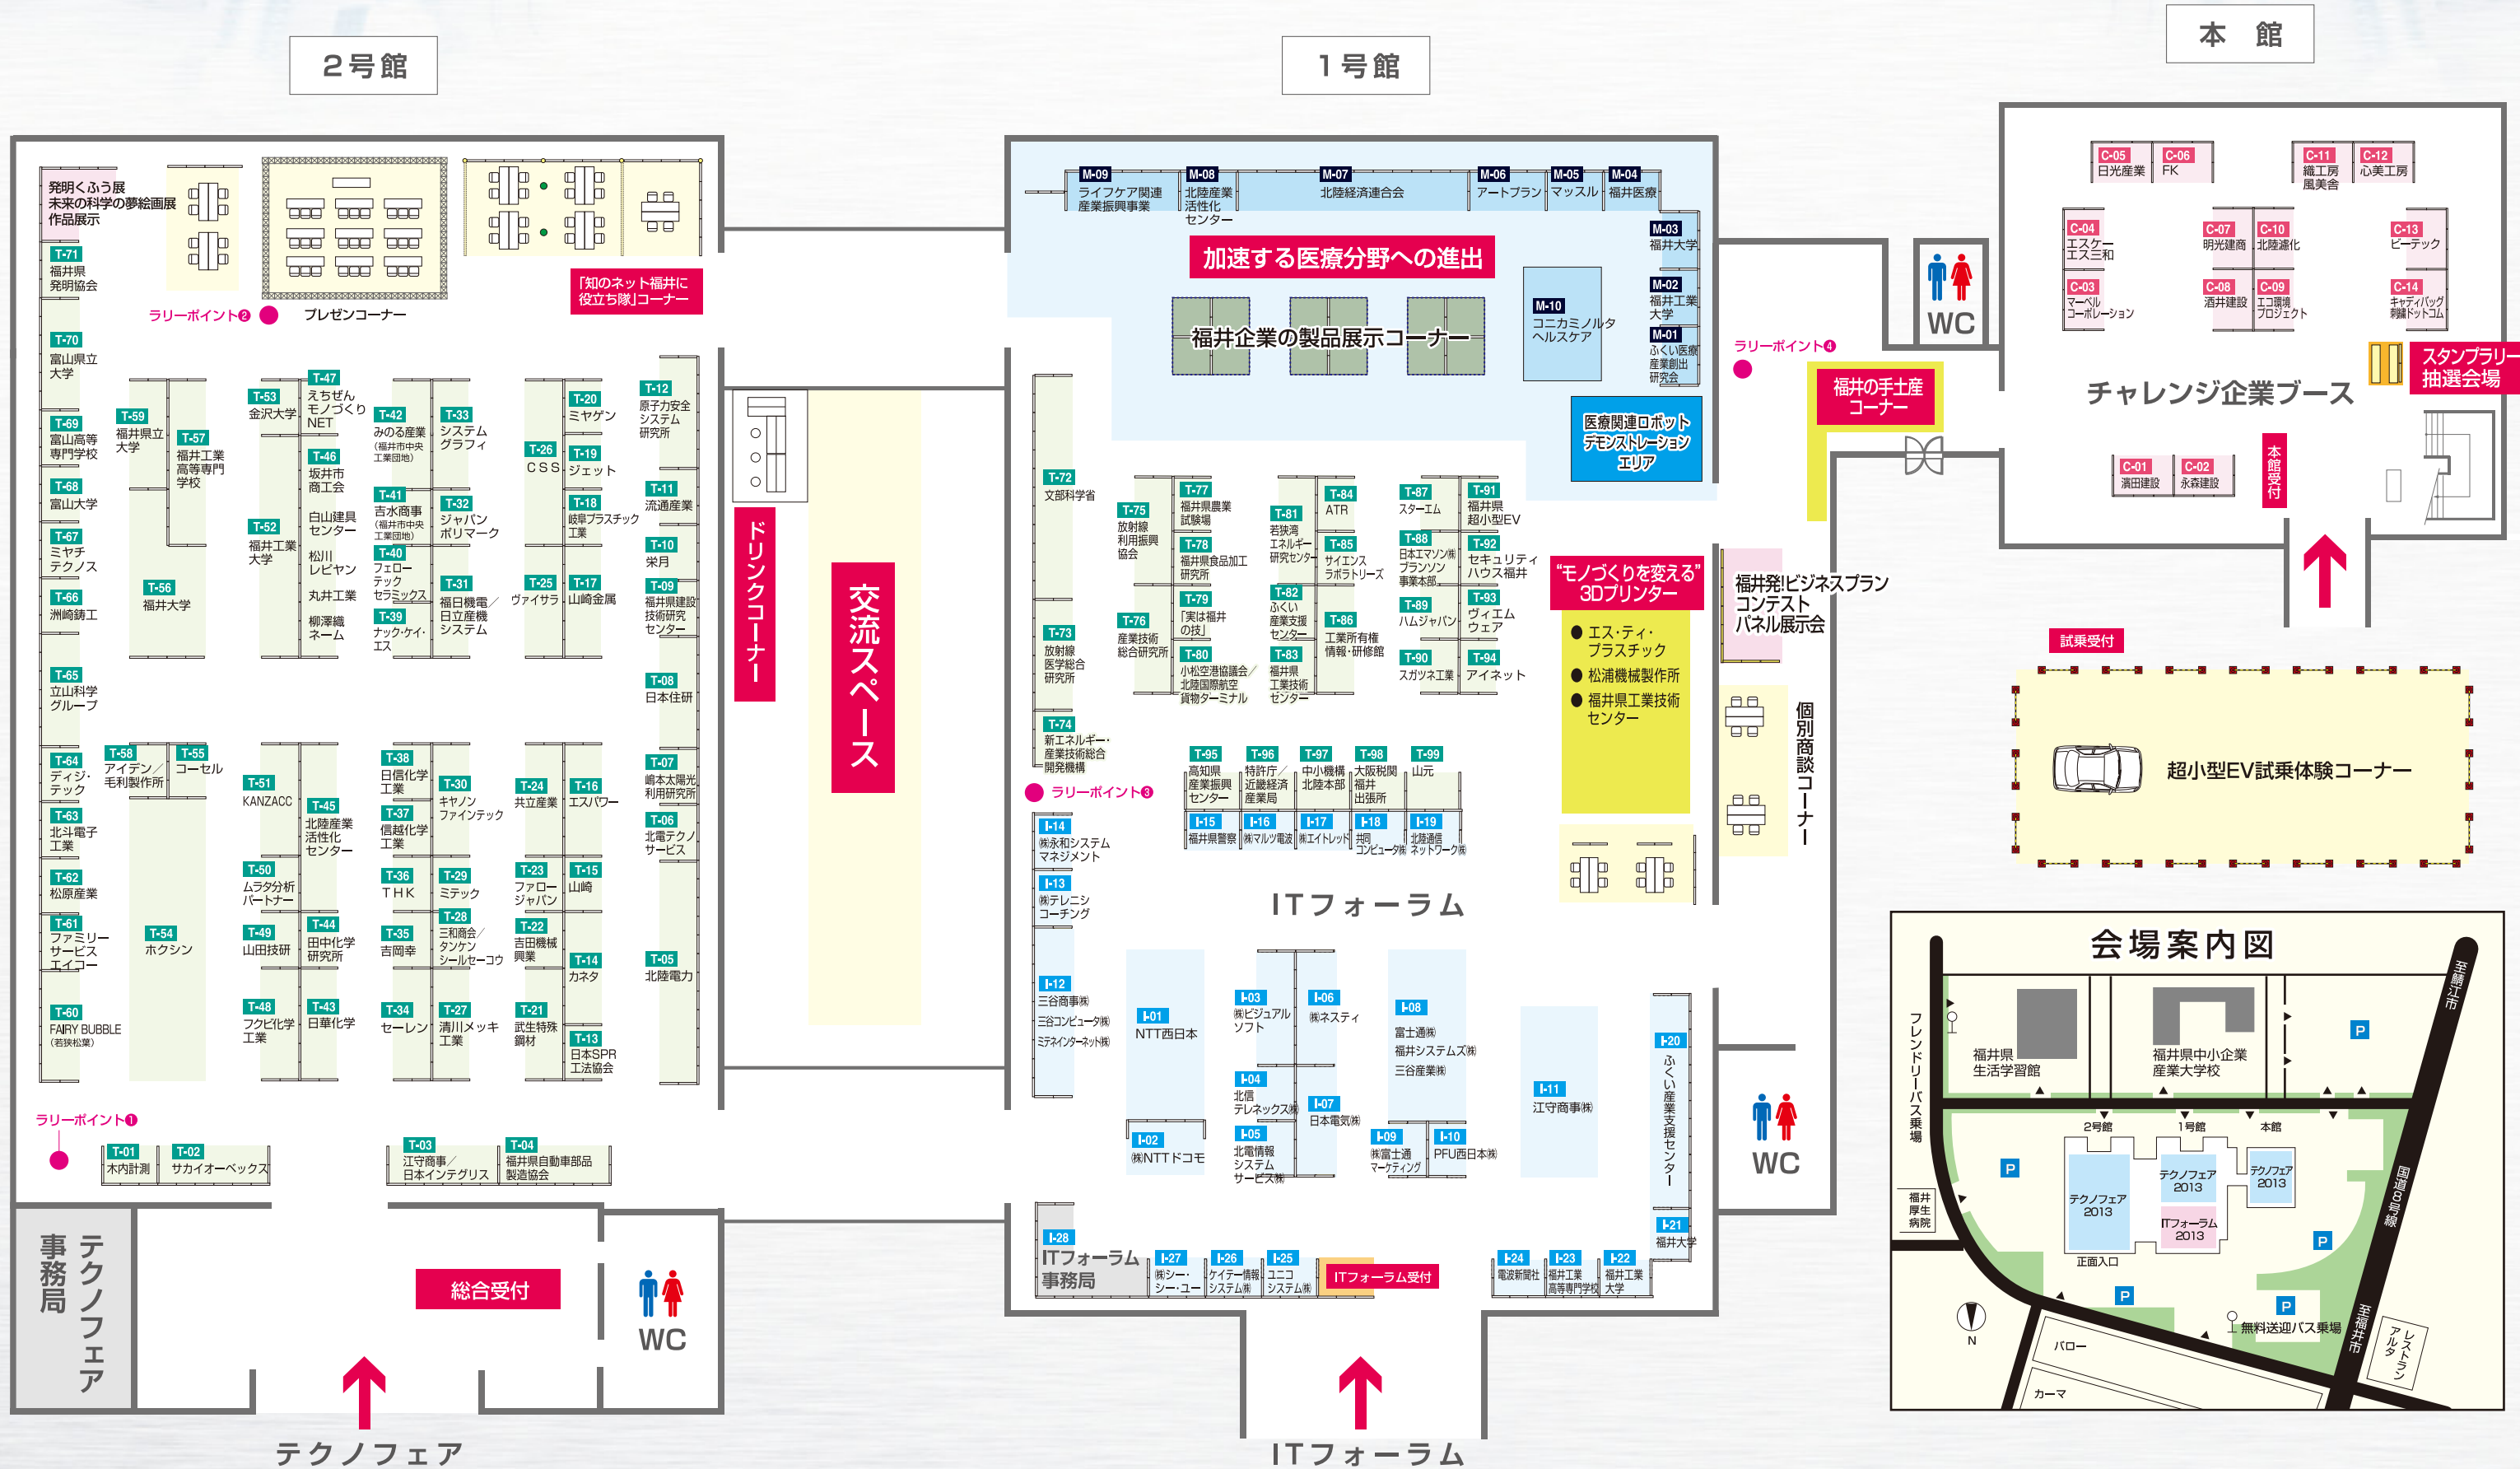 2号館
1号館
本 館
発明くふう展
未来の科学の夢絵画展
作品展示
T-71
福井県
発明協会
ラリーポイント❷
プレゼンコーナー
「知のネット福井に
役立ち隊」コーナー
T-70
富山県立
大学
T-69
富山高等
専門学校
T-68
富山大学
T-67
ミヤチ
テクノス
T-66
洲崎鋳工
T-65
立山科学
グループ
T-64
ディジ・
テック
T-63
北斗電子
工業
T-62
松原産業
T-61
ファミリー
サービス
エイコー
T-60
FAIRY BUBBLE
(若狭松葉)
T-59
福井県立
大学
T-57
福井工業
高等専門
学校
T-56
福井大学
T-58
アイデン/
毛利製作所
T-55
コーセル
T-54
ホクシン
T-53
金沢大学
T-52
福井工業
大学
T-47
えちぜん
モノづくり
NET
T-46
坂井市
商工会
白山建具
センター
松川
レピヤン
丸井工業
柳澤織
ネーム
T-51
KANZACC
T-45
北陸産業
活性化
センター
T-50
ムラタ分析
パートナー
T-49
山田技研
T-44
田中化学
研究所
T-48
フクビ化学
工業
T-43
日華化学
T-42
みのる産業
(福井市中央
工業団地)
T-41
吉水商事
(福井市中央
工業団地)
T-40
フェロー
テック
セラミックス
T-39
ナック・ケイ・
エス
T-33
システム
グラフィ
T-32
ジャパン
ポリマーク
T-31
福日機電/
日立産機
システム
T-38
日信化学
工業
T-37
信越化学
工業
T-36
THK
T-35
吉岡幸
T-34
セーレン
T-30
キヤノン
ファインテック
T-29
ミテック
T-28
三和商会/
タンケン
シールセーコウ
T-27
清川メッキ
工業
T-26
CSS
T-25
ヴァイサラ
T-20
ミヤゲン
T-19
ジェット
T-18
岐阜プラスチック
工業
T-17
山崎金属
T-24
共立産業
T-23
ファロー
ジャパン
T-22
吉田機械
興業
T-21
武生特殊
鋼材
T-16
エスパワー
T-15
山崎
T-14
カネタ
T-13
日本SPR
工法協会
T-12
原子力安全
システム
研究所
T-11
流通産業
T-10
栄月
T-09
福井県建設
技術研究
センター
T-08
日本住研
T-07
嶋本太陽光
利用研究所
T-06
北電テクノ
サービス
T-05
北陸電力
ラリーポイント❶
T-01
木内計測
T-02
サカイオーベックス
T-03
江守商事/
日本インテグリス
T-04
福井県自動車部品
製造協会
テクノフェア
事務局
総合受付
WC
テクノフェア
ドリンクコーナー
交流スペース
M-09
ライフケア関連
産業振興事業
M-08
北陸産業
活性化
センター
M-07
北陸経済連合会
M-06
アートプラン
M-05
マッスル
M-04
福井医療
M-03
福井大学
M-02
福井工業
大学
M-01
ふくい医療
産業創出
研究会
加速する医療分野への進出
福井企業の製品展示コーナー
M-10
コニカミノルタ
ヘルスケア
医療関連ロボット
デモンストレーション
エリア
T-72
文部科学省
T-73
放射線
医学総合
研究所
T-74
新エネルギー・
産業技術総合
開発機構
ラリーポイント❸
T-75
放射線
利用振興
協会
T-76
産業技術
総合研究所
T-77
福井県農業
試験場
T-78
福井県食品加工
研究所
T-79
「実は福井
の技」
T-80
小松空港協議会/
北陸国際航空
貨物ターミナル
T-81
若狭湾
エネルギー
研究センター
T-82
ふくい
産業支援
センター
T-83
福井県
工業技術
センター
T-84
ATR
T-85
サイエンス
ラボラトリーズ
T-86
工業所有権
情報・研修館
T-87
スターエム
T-88
日本エマソン㈱
ブランソン
事業本部
T-89
ハムジャパン
T-90
スガツネ工業
T-91
福井県
超小型EV
T-92
セキュリティ
ハウス福井
T-93
ヴィエム
ウェア
T-94
アイネット
T-95
高知県
産業振興
センター
T-96
特許庁/
近畿経済
産業局
T-97
中小機構
北陸本部
T-98
大阪税関
福井
出張所
T-99
山元
I-15
福井県警察
I-16
㈱マルツ電波
I-17
㈱エイトレッド
I-18
共同
コンピュータ㈱
I-19
北陸通信
ネットワーク㈱
“モノづくりを変える”
3Dプリンター
● エス・ティ・
プラスチック
● 松浦機械製作所
● 福井県工業技術
センター
ITフォーラム
I-14
㈱永和システム
マネジメント
I-13
㈱テレニシ
コーチング
I-12
三谷商事㈱
三谷コンピュータ㈱
ミテネインターネット㈱
I-01
NTT西日本
I-02
㈱NTTドコモ
I-03
㈱ビジュアル
ソフト
I-04
北信
テレネックス㈱
I-05
北電情報
システム
サービス㈱
I-06
㈱ネスティ
I-07
日本電気㈱
I-08
富士通㈱
福井システムズ㈱
三谷産業㈱
I-09
㈱富士通
マーケティング
I-10
PFU西日本㈱
I-11
江守商事㈱
I-20
ふくい産業支援センター
I-21
福井大学
I-28
ITフォーラム
事務局
I-27
㈱シー・
シー・ユー
I-26
ケイテー情報
システム㈱
I-25
ユニコ
システム㈱
ITフォーラム受付
I-24
電波新聞社
I-23
福井工業
高等専門学校
I-22
福井工業
大学
ITフォーラム
ラリーポイント❹
福井の手土産
コーナー
WC
福井発!ビジネスプラン
コンテスト
パネル展示会
個別商談コーナー
WC
C-05
日光産業
C-06
FK
C-11
織工房
風美舎
C-12
心美工房
C-04
エスケー
エス三和
C-03
マーベル
コーポレーション
C-07
明光建商
C-10
北陸濾化
C-08
酒井建設
C-09
エコ環境
プロジェクト
C-13
ビーテック
C-14
キャディバッグ
刺繍ドットコム
スタンプラリー
抽選会場
チャレンジ企業ブース
C-01
濱田建設
C-02
永森建設
本館受付
試乗受付
超小型EV試乗体験コーナー
会場案内図
至鯖江市
フレンドリーバス乗場
福井県
生活学習館
福井県中小企業
産業大学校
P
2号館
1号館
本館
P
テクノフェア
2013
テクノフェア
2013
テクノフェア
2013
ITフォーラム
2013
正面入口
国道8号線
福井
厚生
病院
P
P
P
無料送迎バス乗場
N
バロー
カーマ
至福井市
レストラン
アルタ